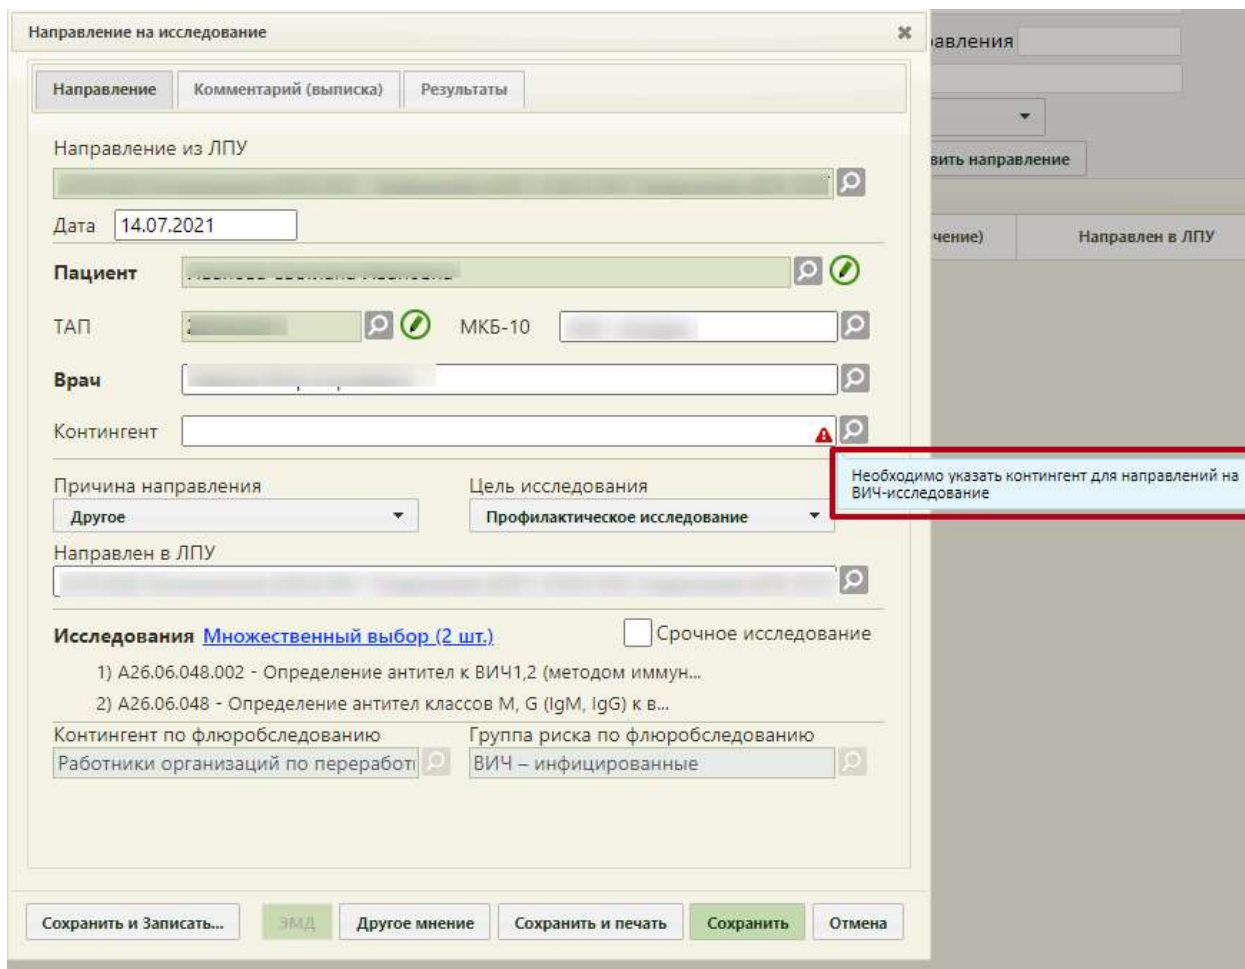 Направление на исследование
Направление
Комментарий (выписка)
Результаты
Направление из ЛПУ
Дата 14.07.2021
Пациент
ТАП
МКБ-10
Врач
Контингент
Необходимо указать контингент для направлений на
ВИЧ-исследование
Причина направления
Цель исследования
Другое
Профилактическое исследование
Направлен в ЛПУ
Исследования Множественный выбор (2 шт.)
Срочное исследование
1) A26.06.048.002 - Определение антител к ВИЧ1,2 (методом иммун...
2) A26.06.048 - Определение антител классов M, G (IgM, IgG) к в...
Контингент по флюробследованию
Группа риска по флюробследованию
Работники организаций по переработ
ВИЧ – инфицированные
Сохранить и Записать...
ЭМД
Другое мнение
Сохранить и печать
Сохранить
Отмена
авления
вить направление
чение)
Направлен в ЛПУ